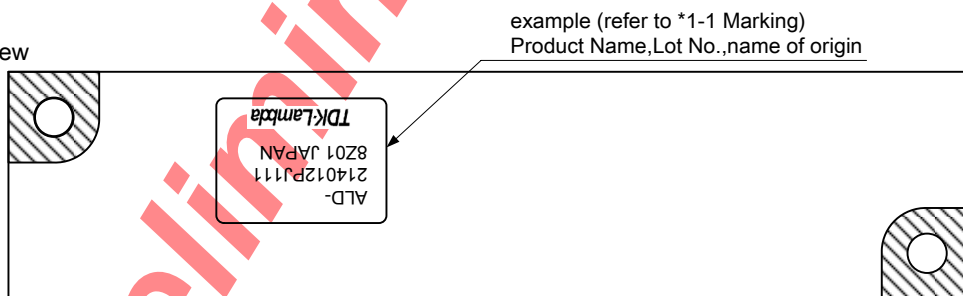 example (refer to *1-1 Marking)
Product Name,Lot No.,name of origin
ew
ALD-
214012PJ111
8Z01 JAPAN
TDK-Lambda
elimin